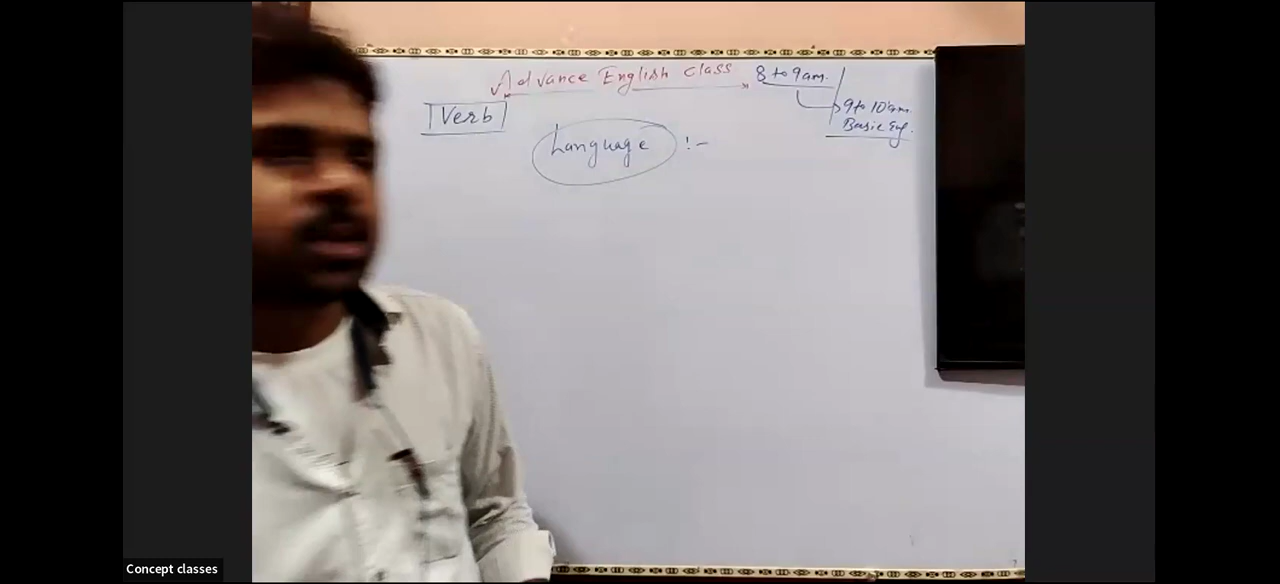 Advance English Class
8 to 9am.
9 to 10am.
Basic Eng.
Verb
Language :-
Concept classes